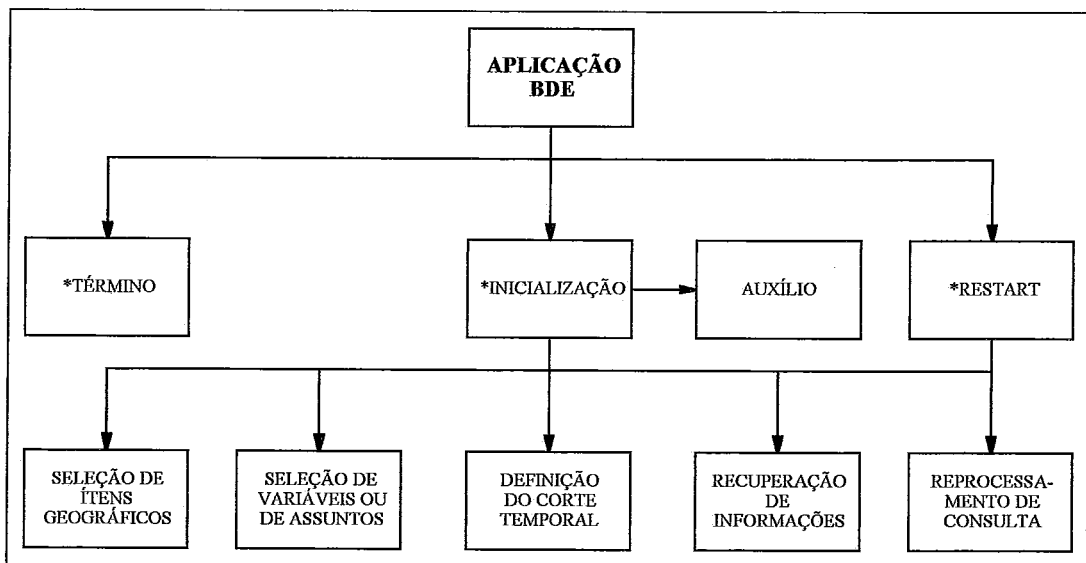 APLICAÇÃO
BDE
*TÉRMINO
*INICIALIZAÇÃO
AUXÍLIO
*RESTART
SELEÇÃO DE
ÍTENS
GEOGRÁFICOS
SELEÇÃO DE
VARIÁVEIS OU
DE ASSUNTOS
DEFINIÇÃO
DO CORTE
TEMPORAL
RECUPERAÇÃO
DE
INFORMAÇÕES
REPROCESSA-
MENTO DE
CONSULTA